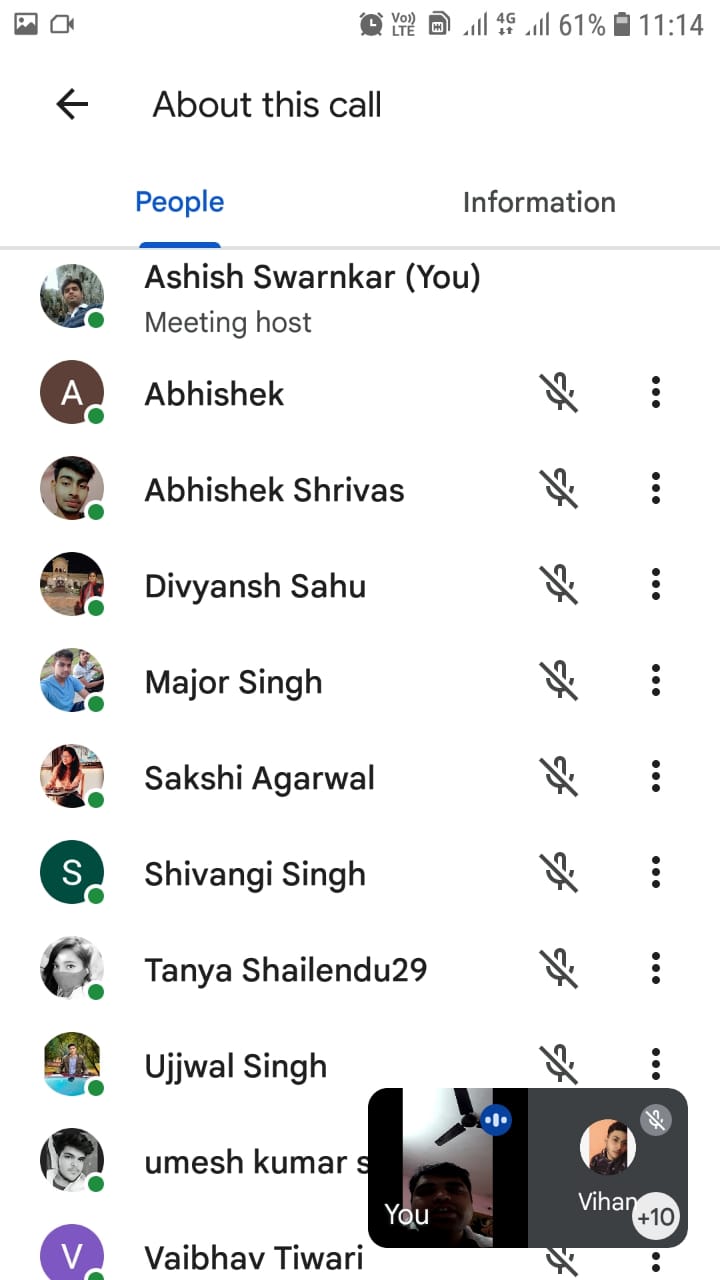 Vo)) LTE 4G 61% 11:14
About this call
People Information
Ashish Swarnkar (You)
Meeting host
A Abhishek
Abhishek Shrivas
Divyansh Sahu
Major Singh
Sakshi Agarwal
S Shivangi Singh
Tanya Shailendu29
Ujjwal Singh
umesh kumar s
You Vihan +10
V Vaibhav Tiwari